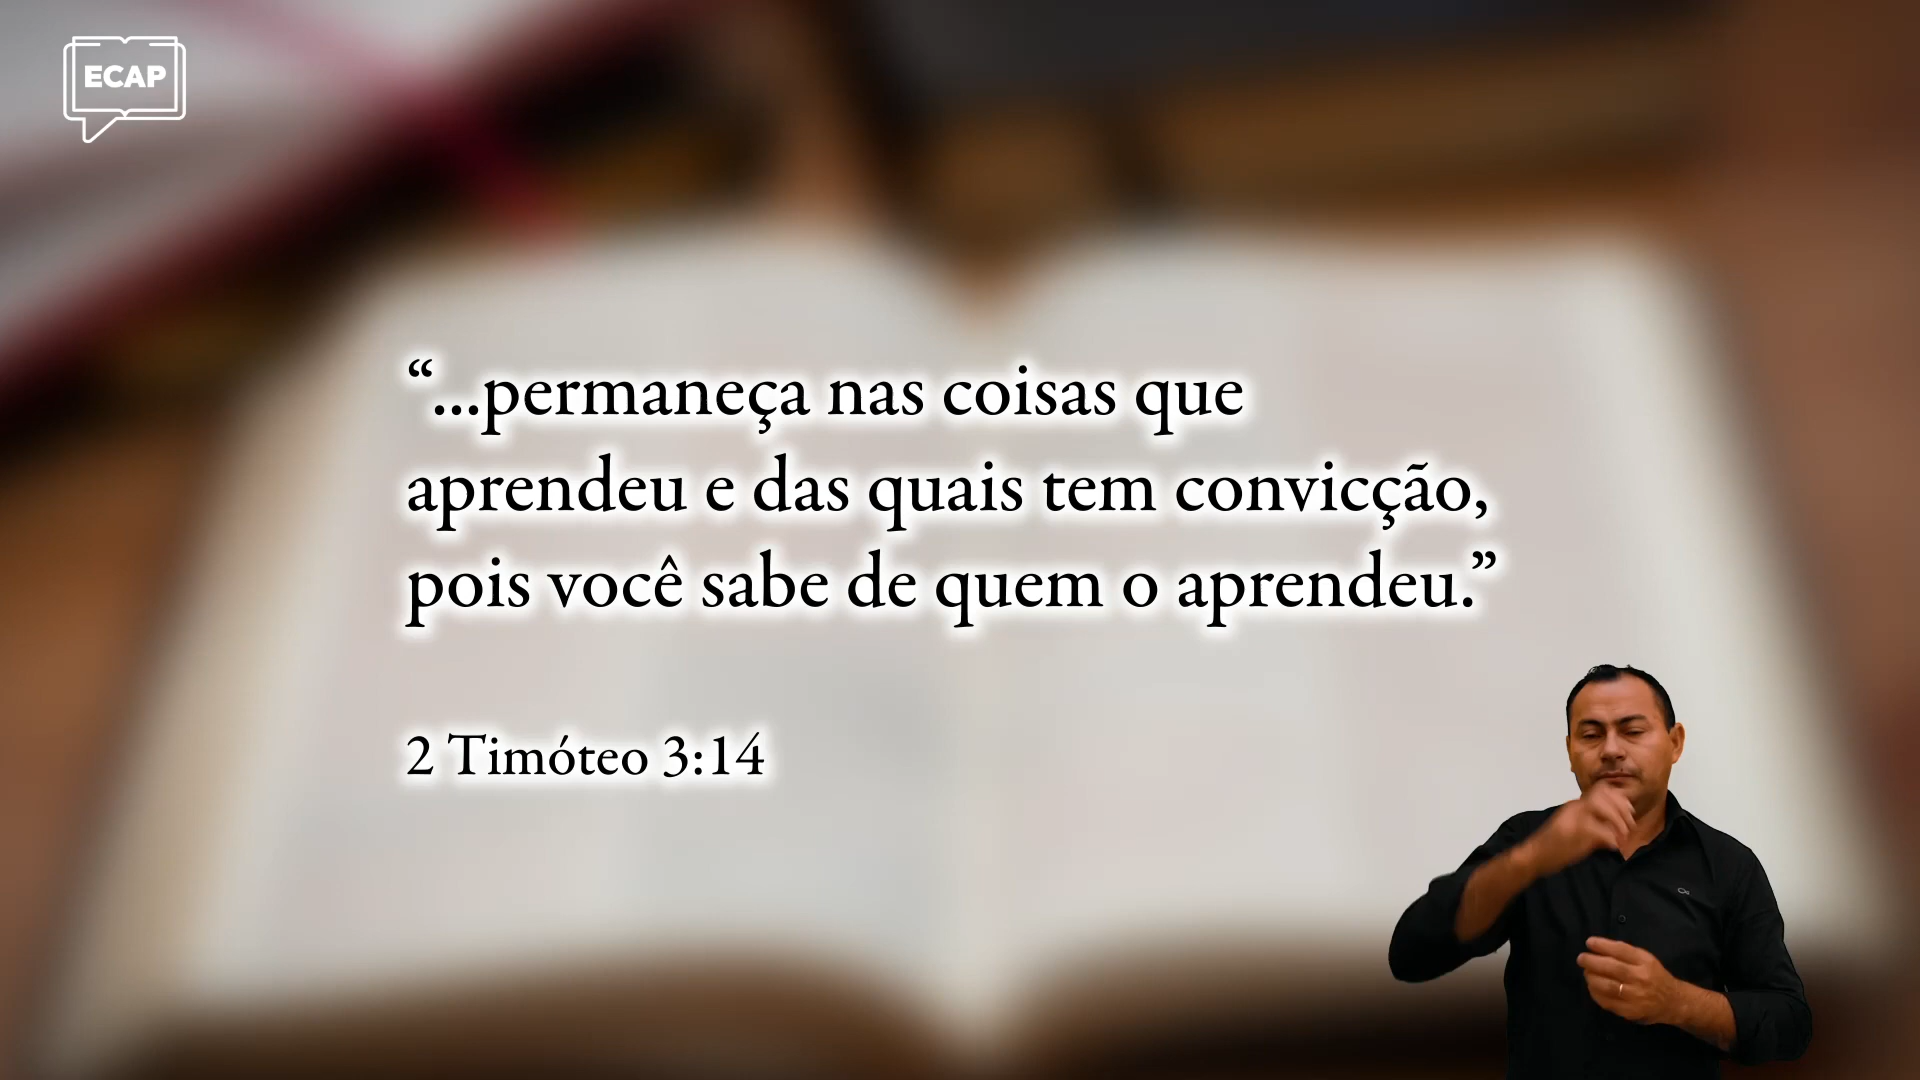 ECAP
“...permaneça nas coisas que
aprendeu e das quais tem convicção,
pois você sabe de quem o aprendeu.”
2 Timóteo 3:14